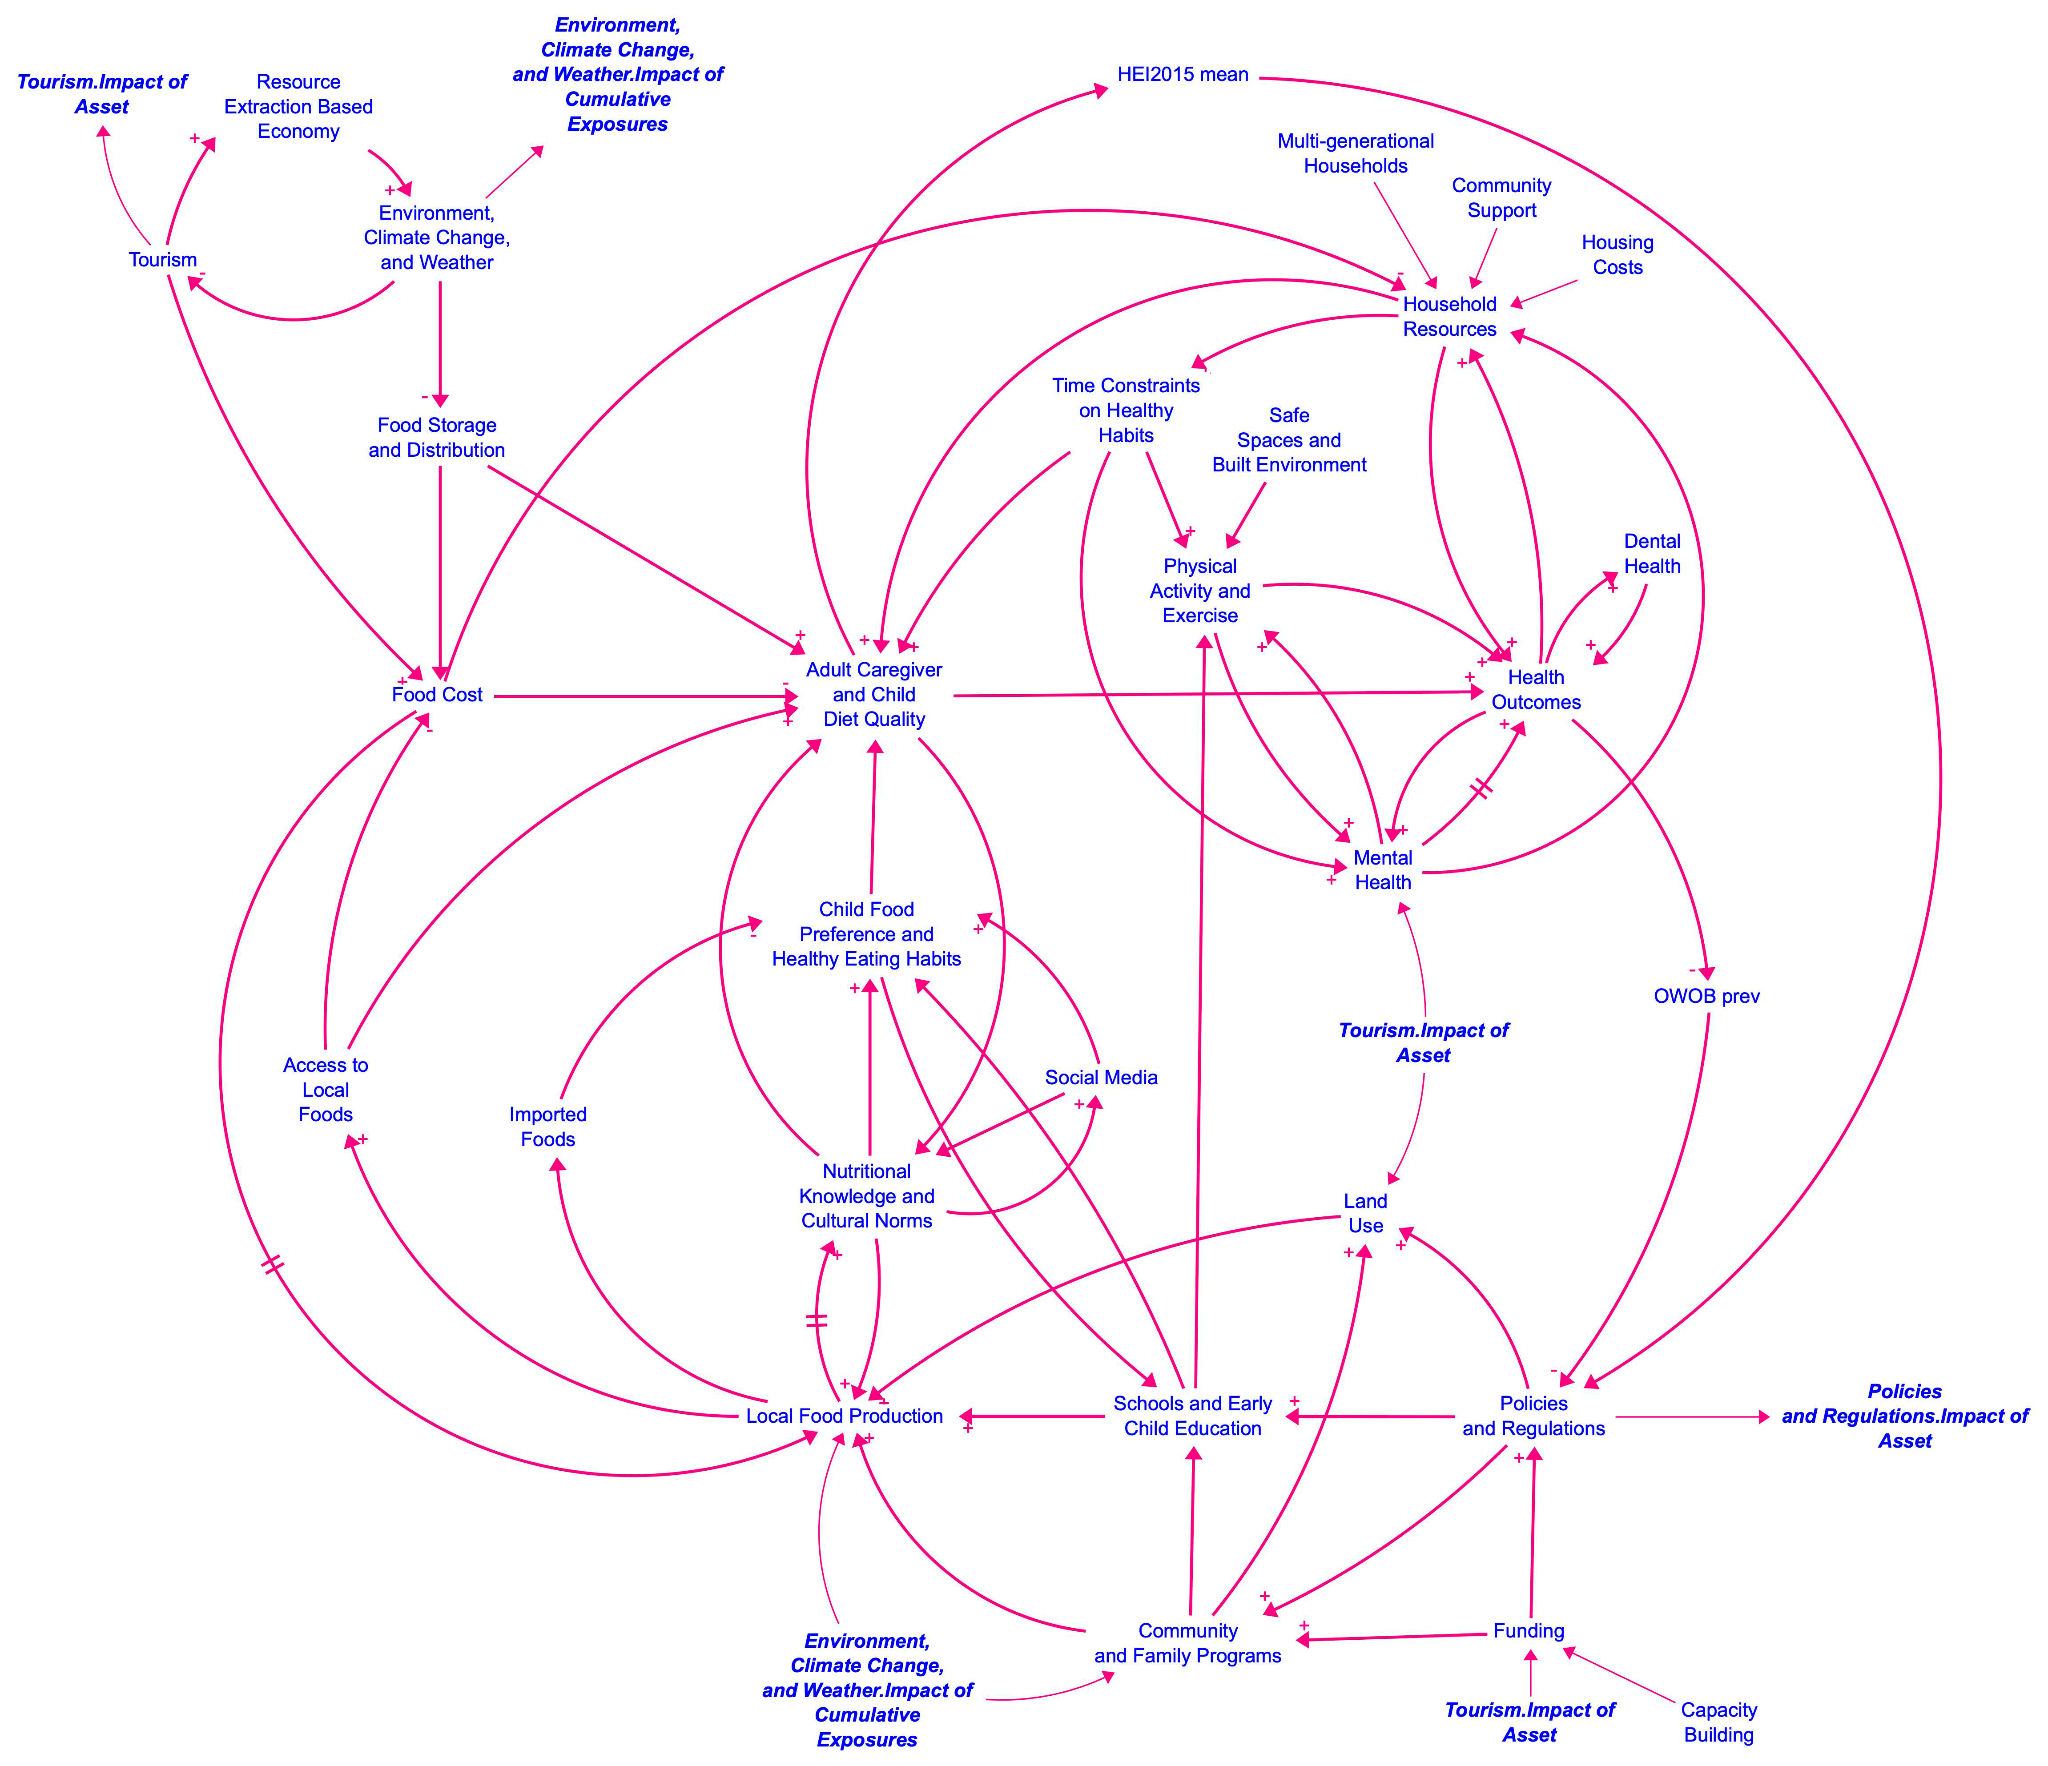 Environment,
Climate Change,
and Weather.Impact of
Cumulative
Exposures
Tourism.Impact of
Asset
Resource
Extraction Based
Economy
HEI2015 mean
Multi-generational
Households
Community
Support
Housing
Costs
Environment,
Climate Change,
and Weather
Tourism
Household
Resources
Time Constraints
on Healthy
Habits
Safe
Spaces and
Built Environment
Food Storage
and Distribution
Dental
Health
Physical
Activity and
Exercise
Food Cost
Adult Caregiver
and Child
Diet Quality
Health
Outcomes
Mental
Health
Child Food
Preference and
Healthy Eating Habits
OWOB prev
Tourism.Impact of
Asset
Access to
Local
Foods
Imported
Foods
Social Media
Nutritional
Knowledge and
Cultural Norms
Land
Use
Local Food Production
Schools and Early
Child Education
Policies
and Regulations
Policies
and Regulations.Impact of
Asset
Environment,
Climate Change,
and Weather.Impact of
Cumulative
Exposures
Community
and Family Programs
Funding
Tourism.Impact of
Asset
Capacity
Building